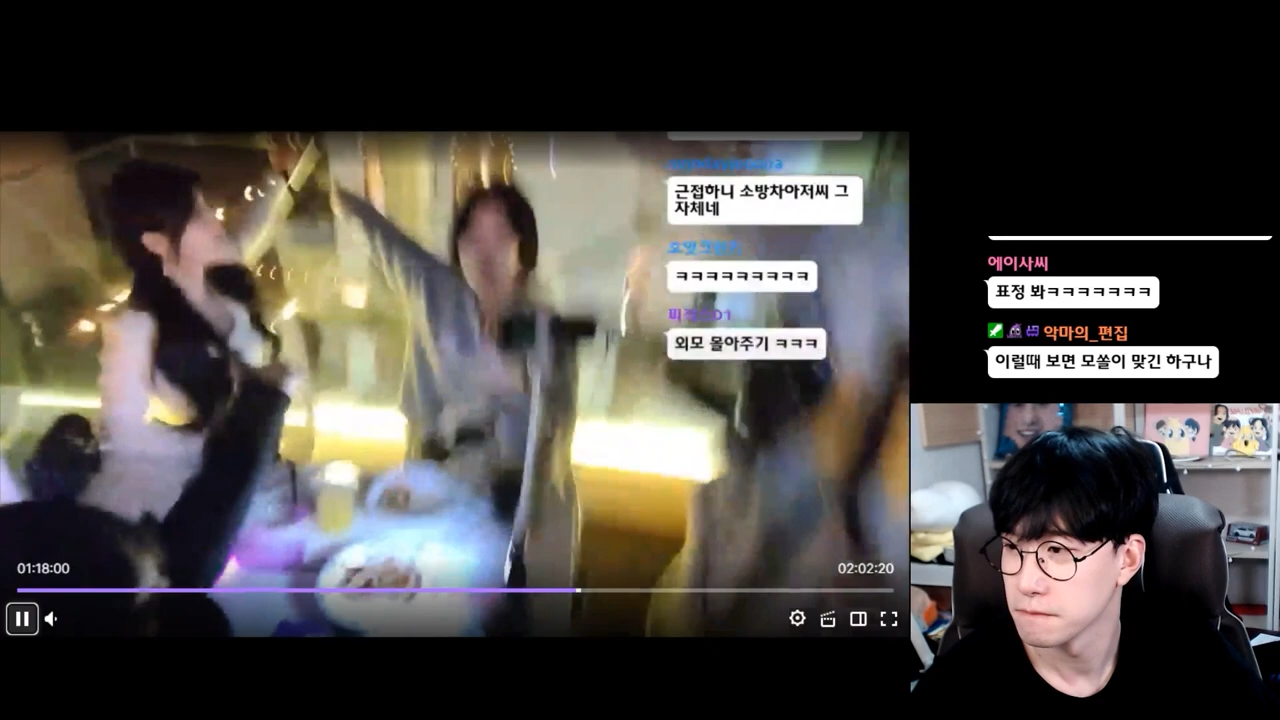 근접하니 소방차아저씨 그
자체네
ㅋㅋㅋㅋㅋㅋㅋㅋㅋ
외모 몰아주기 ㅋㅋㅋ
01:18:00
02:02:20
에이사씨
표정 봐ㅋㅋㅋㅋㅋㅋㅋ
악마의_편집
이럴때 보면 모쏠이 맞긴 하구나